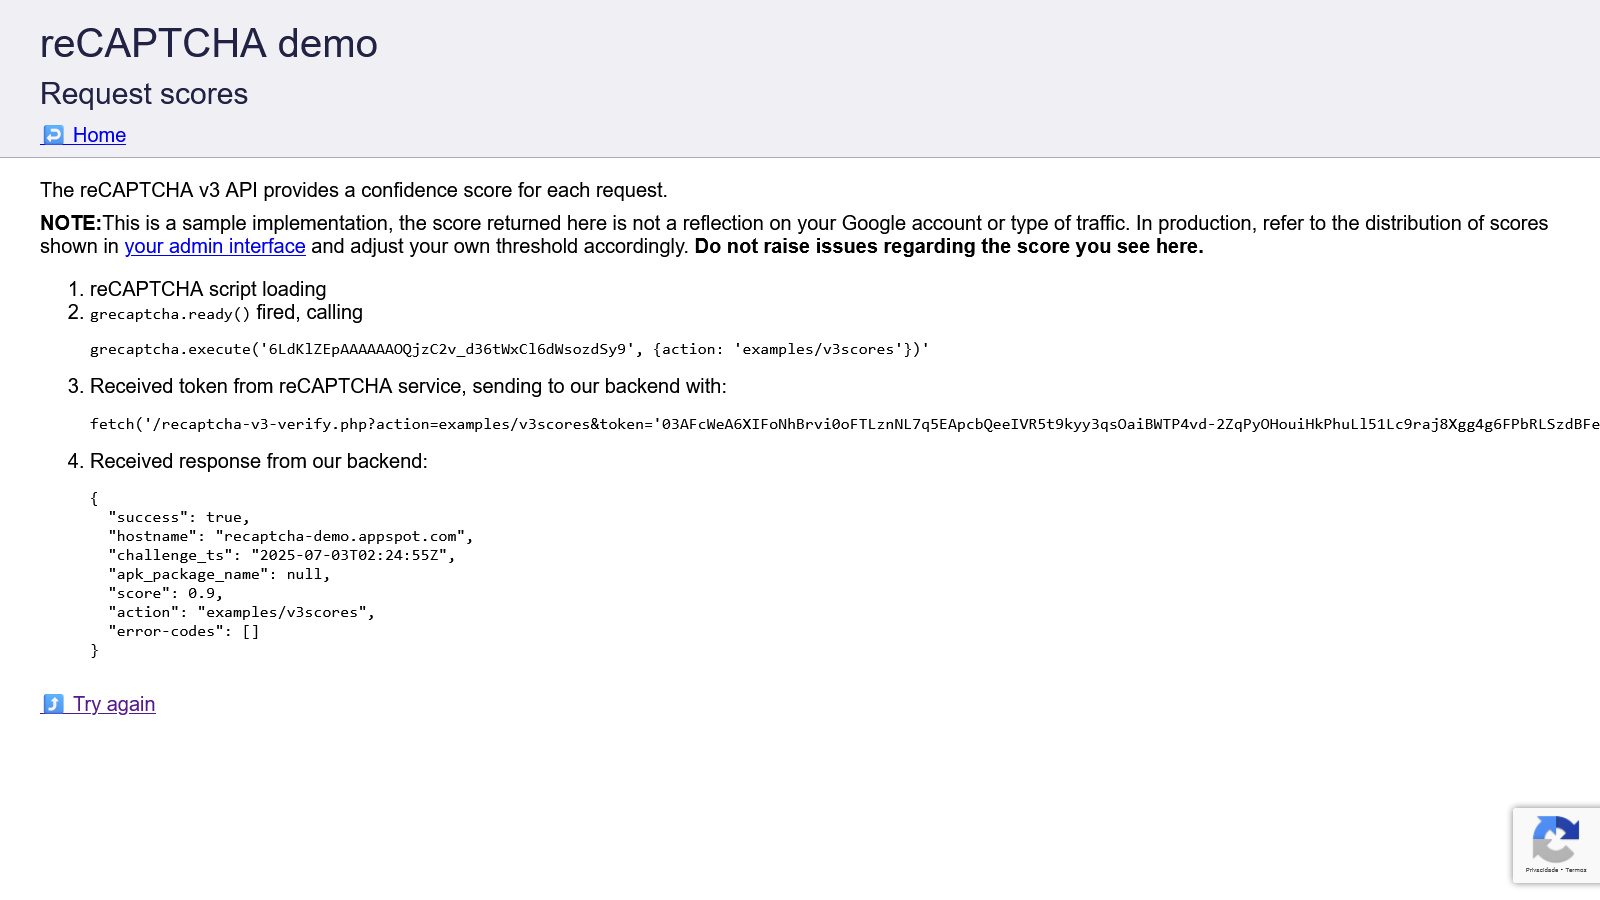 reCAPTCHA demo
Request scores
Home
The reCAPTCHA v3 API provides a confidence score for each request.
NOTE:This is a sample implementation, the score returned here is not a reflection on your Google account or type of traffic. In production, refer to the distribution of scores
shown in your admin interface and adjust your own threshold accordingly. Do not raise issues regarding the score you see here.
1. reCAPTCHA script loading
2. grecaptcha.ready() fired, calling
grecaptcha.execute('6LdKlZEpAAAAAAOQjzC2v_d36tWxCl6dWsozdSy9', {action: 'examples/v3scores'})'
3. Received token from reCAPTCHA service, sending to our backend with:
fetch('/recaptcha-v3-verify.php?action=examples/v3scores&token='03AFcWeA6XIFoNhBrvi0oFTLznNL7q5EApcbQeeIVR5t9kyy3qsOaiBWTP4vd-2ZqPyOHouiHkPhuLl51Lc9raj8Xgg4g6FPbRLSzdBFe
4. Received response from our backend:
{
"success": true,
"hostname": "recaptcha-demo.appspot.com",
"challenge_ts": "2025-07-03T02:24:55Z",
"apk_package_name": null,
"score": 0.9,
"action": "examples/v3scores",
"error-codes": []
}
Try again
Privacidade - Termos